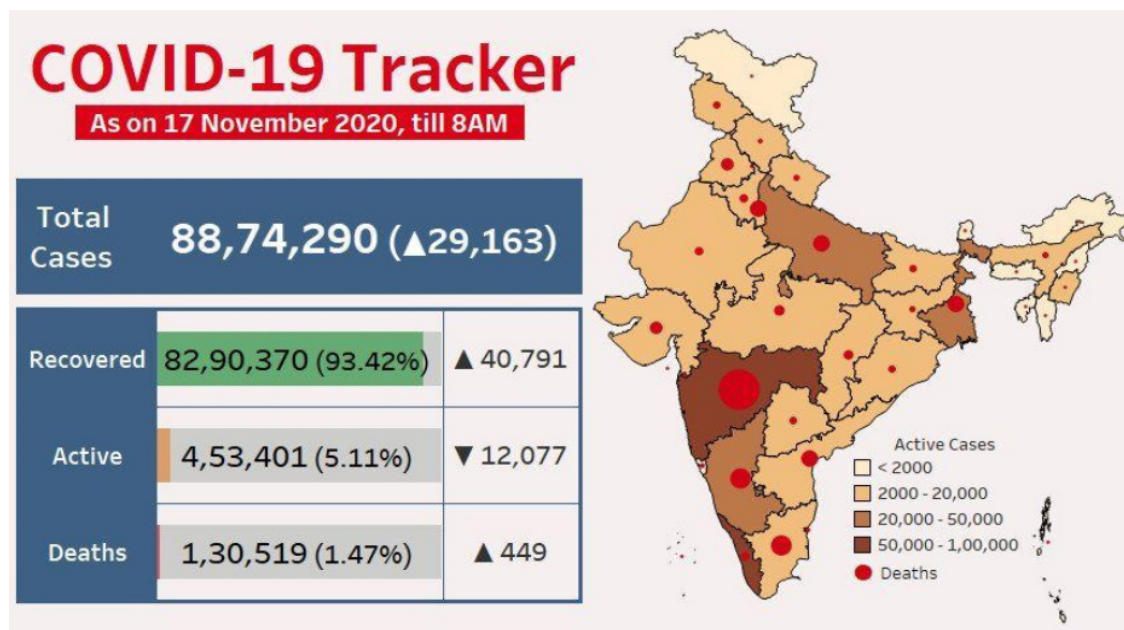 COVID-19 Tracker
As on 17 November 2020, till 8AM
Total
Cases
88,74,290 (▲29,163)
Recovered
82,90,370 (93.42%)
▲ 40,791
Active
4,53,401 (5.11%)
▼ 12,077
Deaths
1,30,519 (1.47%)
▲ 449
Active Cases
< 2000
2000 - 20,000
20,000 - 50,000
50,000 - 1,00,000
Deaths